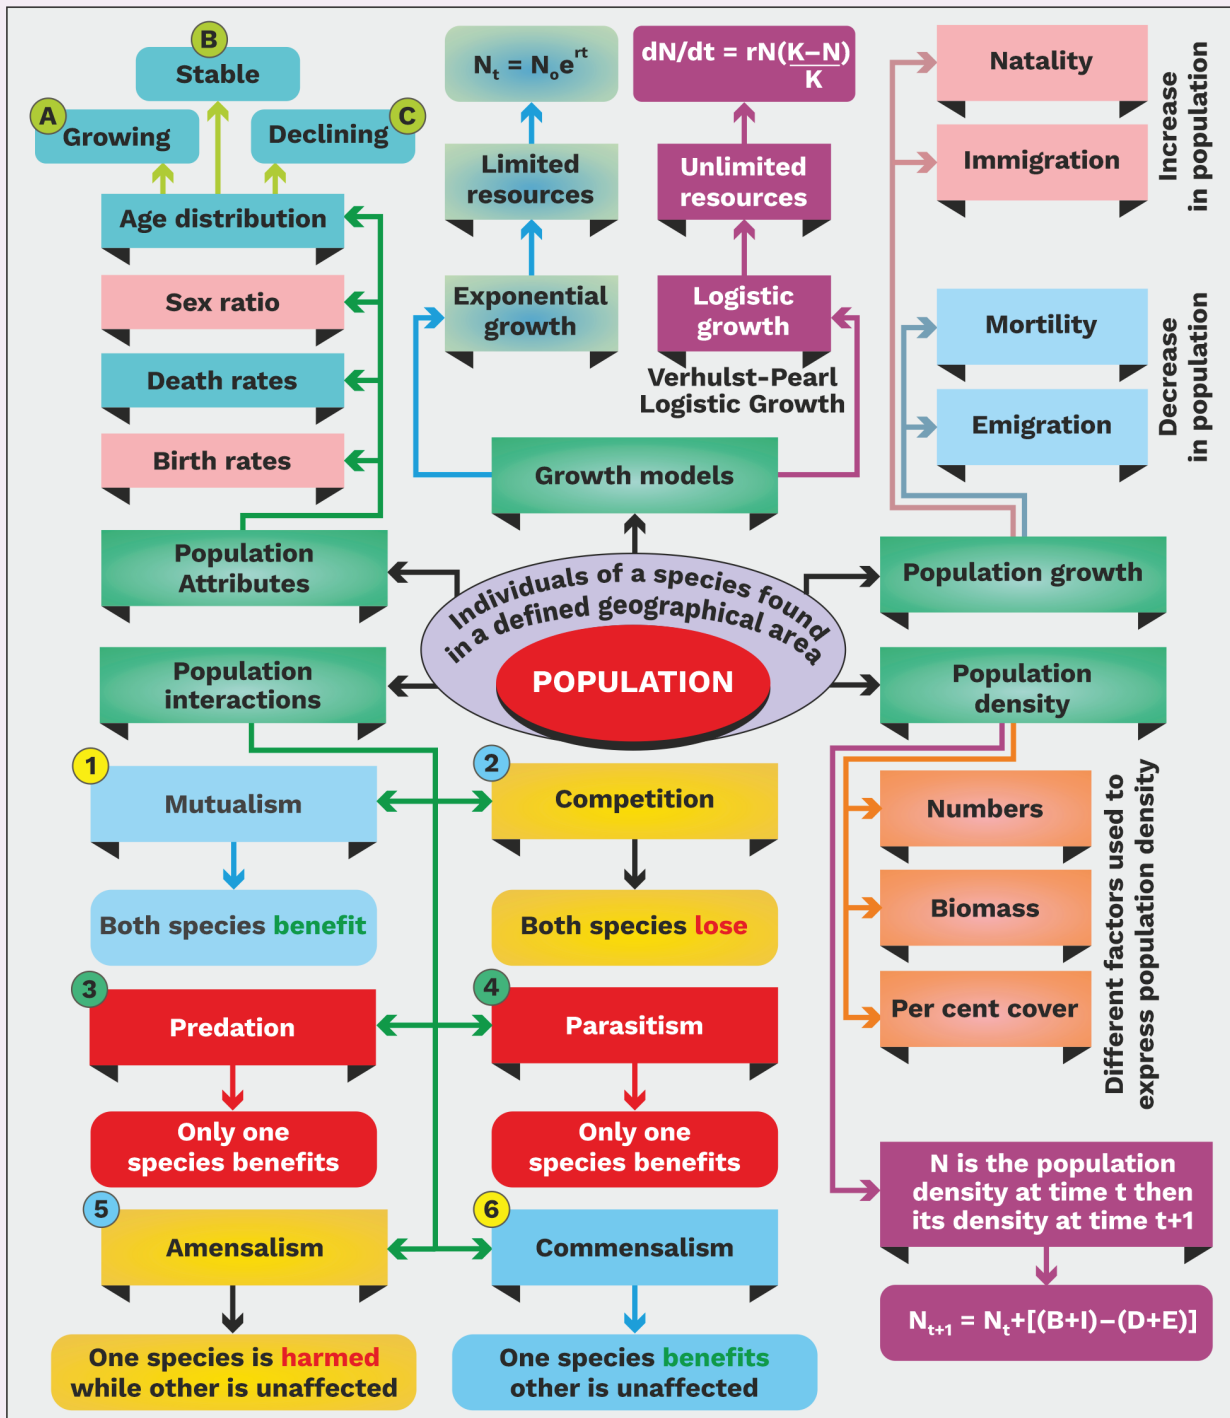 B
Stable
A
Growing
C
Declining
Age distribution
Sex ratio
Death rates
Birth rates
Population
Attributes
Nₜ = Nₒeʳᵗ
Limited
resources
Exponential
growth
dN/dt = rN(K–N)
K
Unlimited
resources
Logistic
growth
Verhulst-Pearl
Logistic Growth
Growth models
Natality
Immigration
Increase
in population
Mortility
Emigration
Decrease
in population
Population growth
Individuals of a species found
in a defined geographical area
POPULATION
Population
interactions
1
Mutualism
Both species benefit
2
Competition
Both species lose
3
Predation
Only one
species benefits
4
Parasitism
Only one
species benefits
5
Amensalism
One species is harmed
while other is unaffected
6
Commensalism
One species benefits
other is unaffected
Population
density
Numbers
Biomass
Per cent cover
Different factors used to
express population density
N is the population
density at time t then
its density at time t+1
Nₜ₊₁ = Nₜ+[(B+I)–(D+E)]